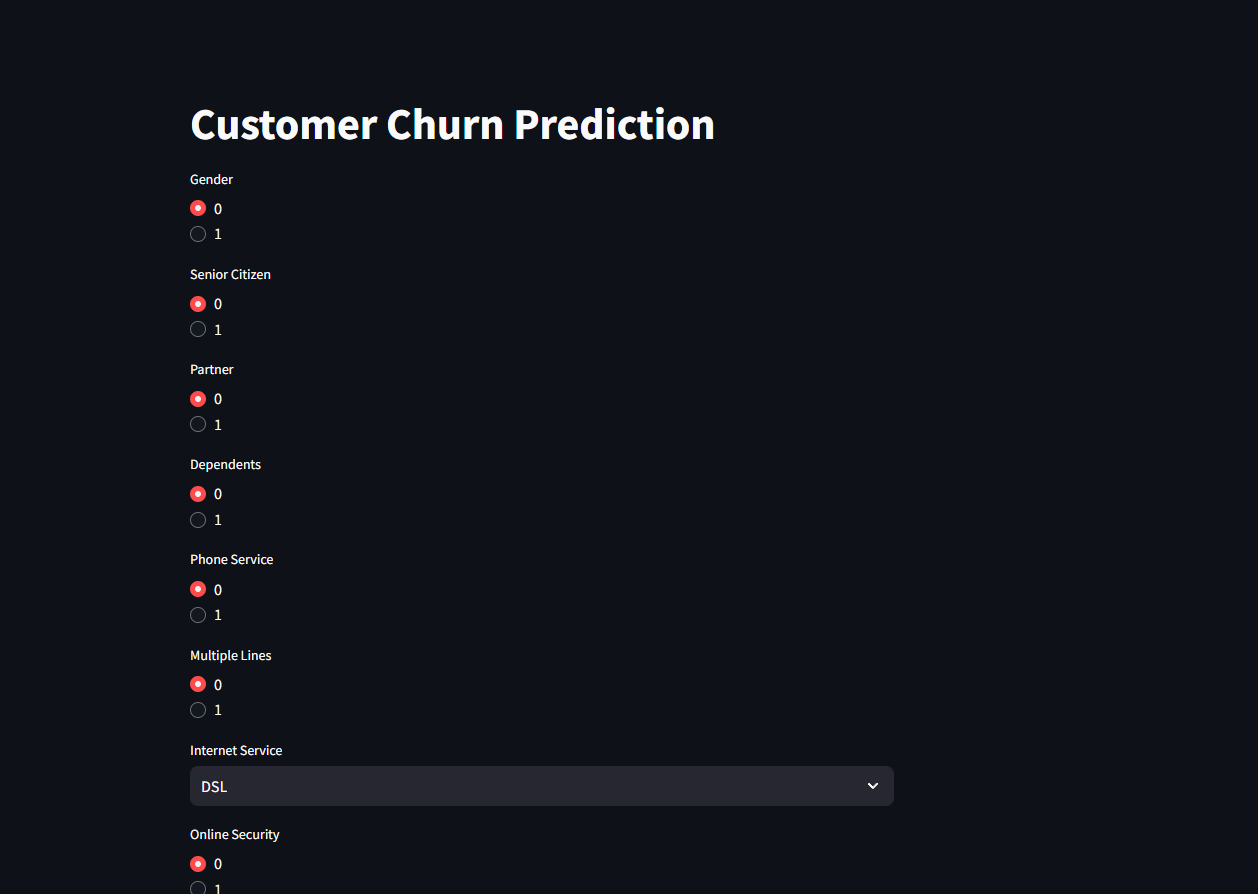 Customer Churn Prediction
Gender
0
1
Senior Citizen
0
1
Partner
0
1
Dependents
0
1
Phone Service
0
1
Multiple Lines
0
1
Internet Service
DSL
Online Security
0
1